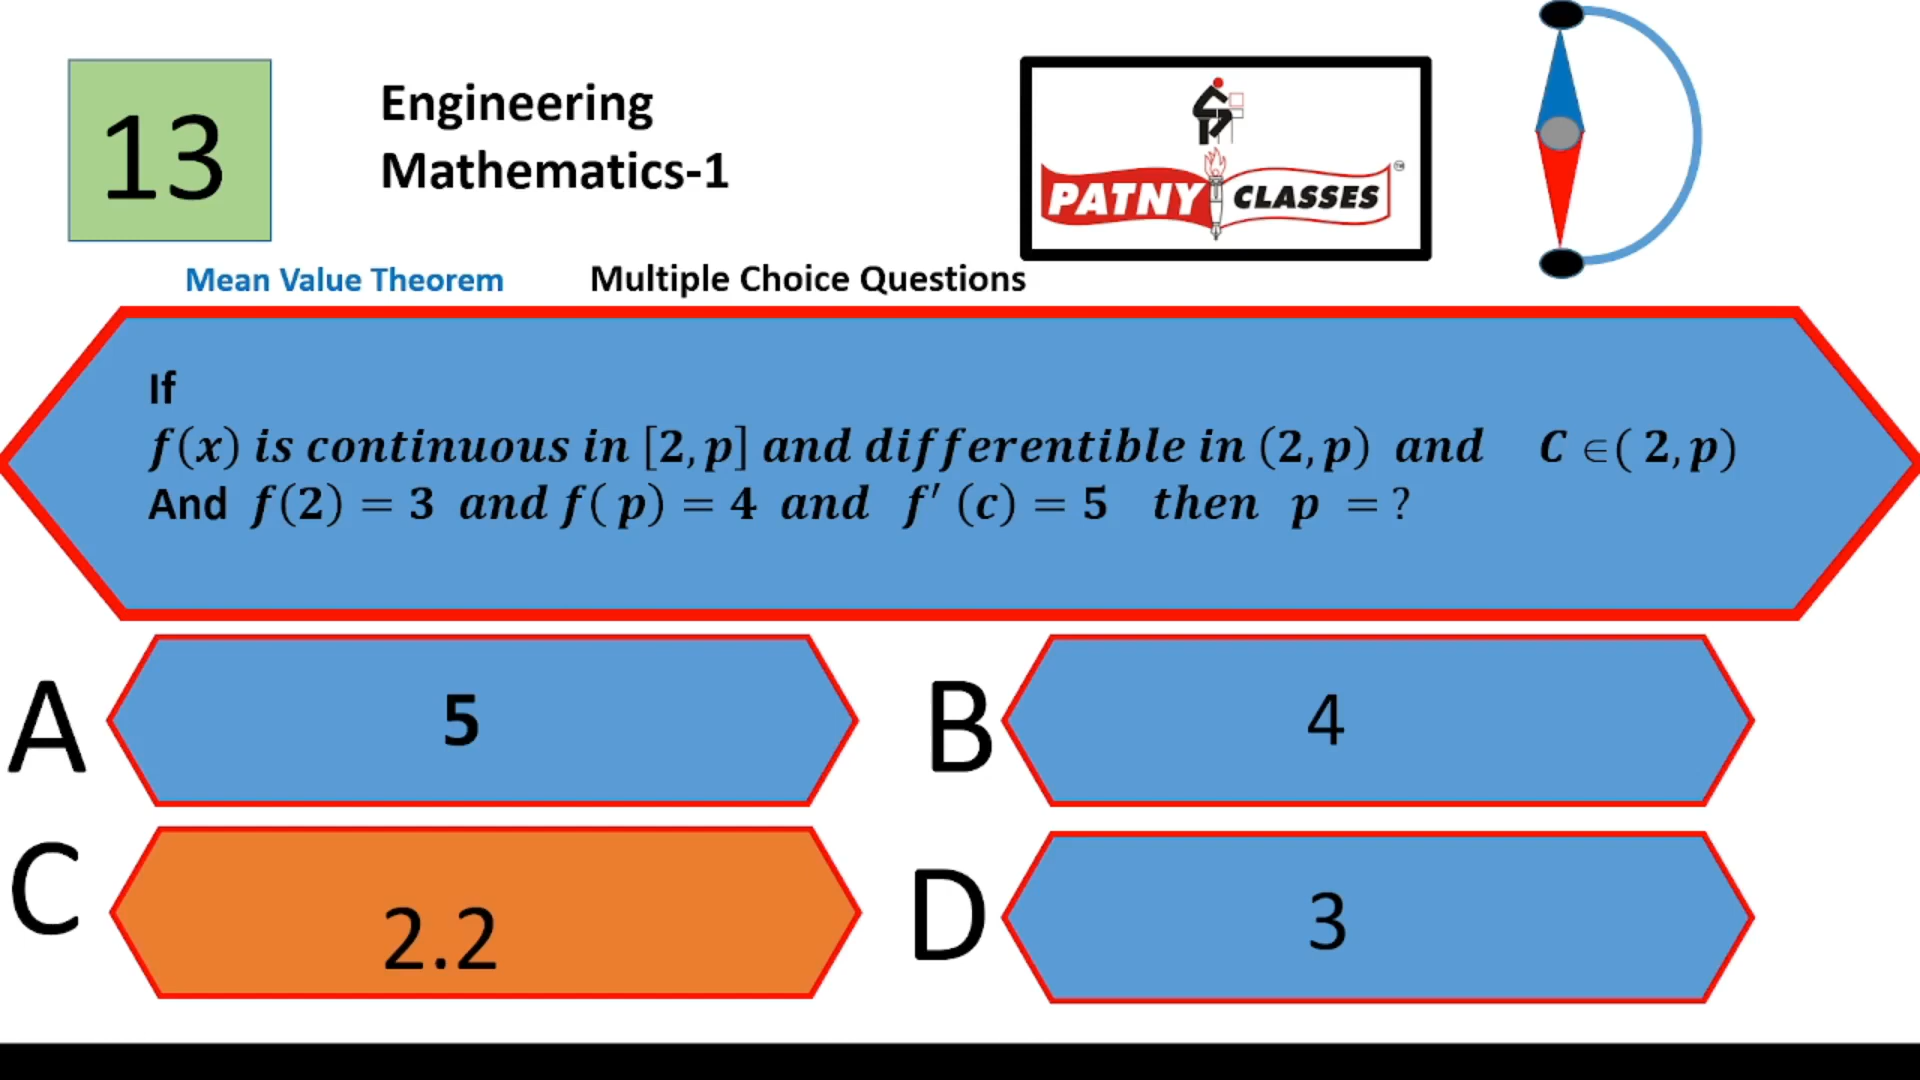 13
Engineering
Mathematics-1
PATNY CLASSES TM
Mean Value Theorem Multiple Choice Questions
If
f(x) is continuous in [2,p] and differentible in (2,p) and C ∈( 2,p)
And f(2) = 3 and f( p) = 4 and f′ (c) = 5 then p = ?
A 5
B 4
C 2.2
D 3